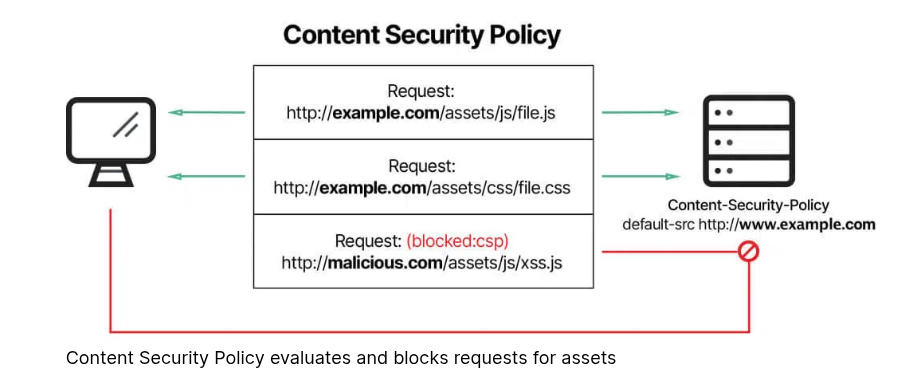 Content Security Policy
Request:
http://example.com/assets/js/file.js
Request:
http://example.com/assets/css/file.css
Request: (blocked:csp)
http://malicious.com/assets/js/xss.js
Content-Security-Policy
default-src http://www.example.com
Content Security Policy evaluates and blocks requests for assets